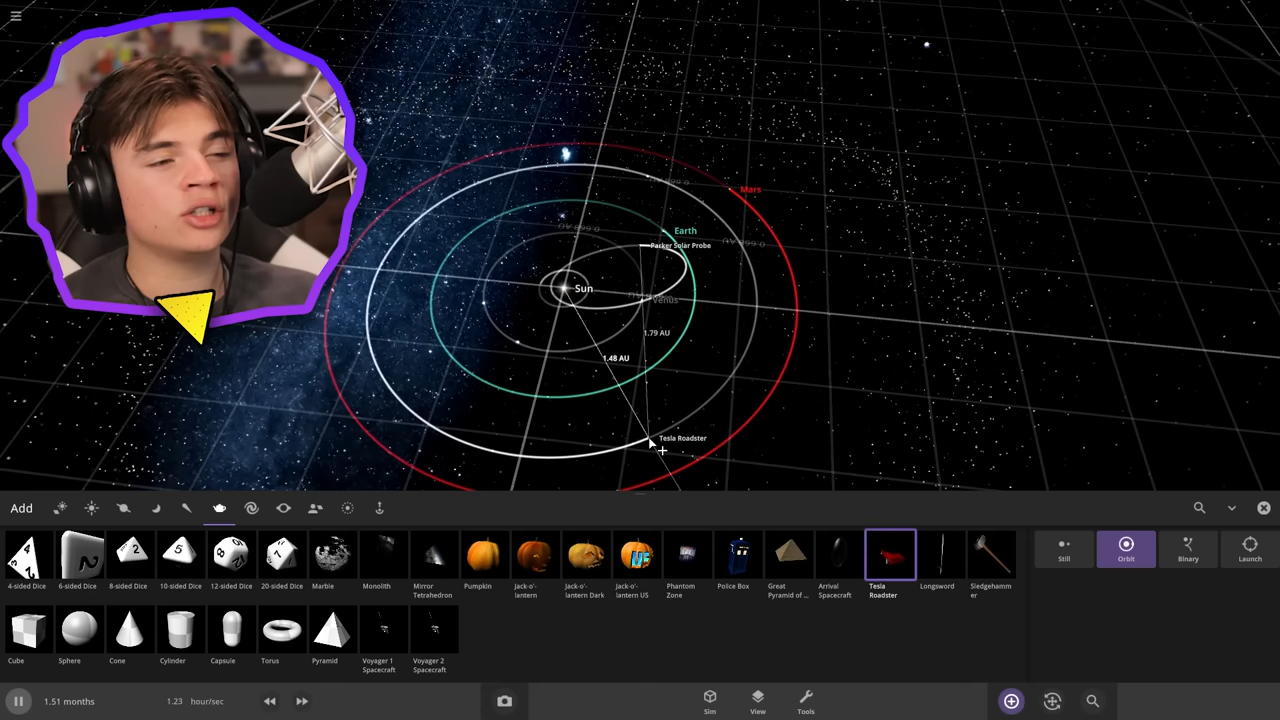 Mars
Earth
Parker Solar Probe
Sun
Venus
1.79 AU
1.48 AU
Tesla Roadster
Add
4-sided Dice
6-sided Dice
8-sided Dice
10-sided Dice
12-sided Dice
20-sided Dice
Marble
Monolith
Mirror
Tetrahedron
Pumpkin
Jack-o'-
lantern
Jack-o'-
lantern Dark
Jack-o'-
lantern US
Phantom
Zone
Police Box
Great
Pyramid of ...
Arrival
Spacecraft
Tesla
Roadster
Longsword
Sledgehamm
er
Still
Orbit
Binary
Launch
Cube
Sphere
Cone
Cylinder
Capsule
Torus
Pyramid
Voyager 1
Spacecraft
Voyager 2
Spacecraft
1.51 months
1.23 hour/sec
Sim
View
Tools